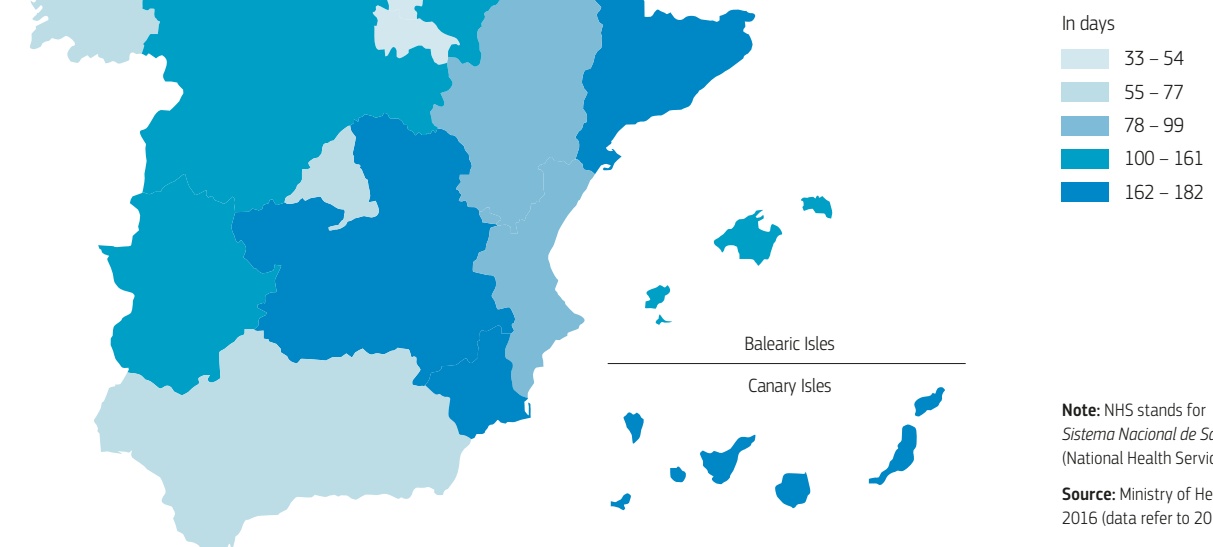 In days
33 – 54
55 – 77
78 – 99
100 – 161
162 – 182
Balearic Isles
Canary Isles
Note: NHS stands for
Sistema Nacional de
(National Health
Source: Ministry of
2016 (data refer to